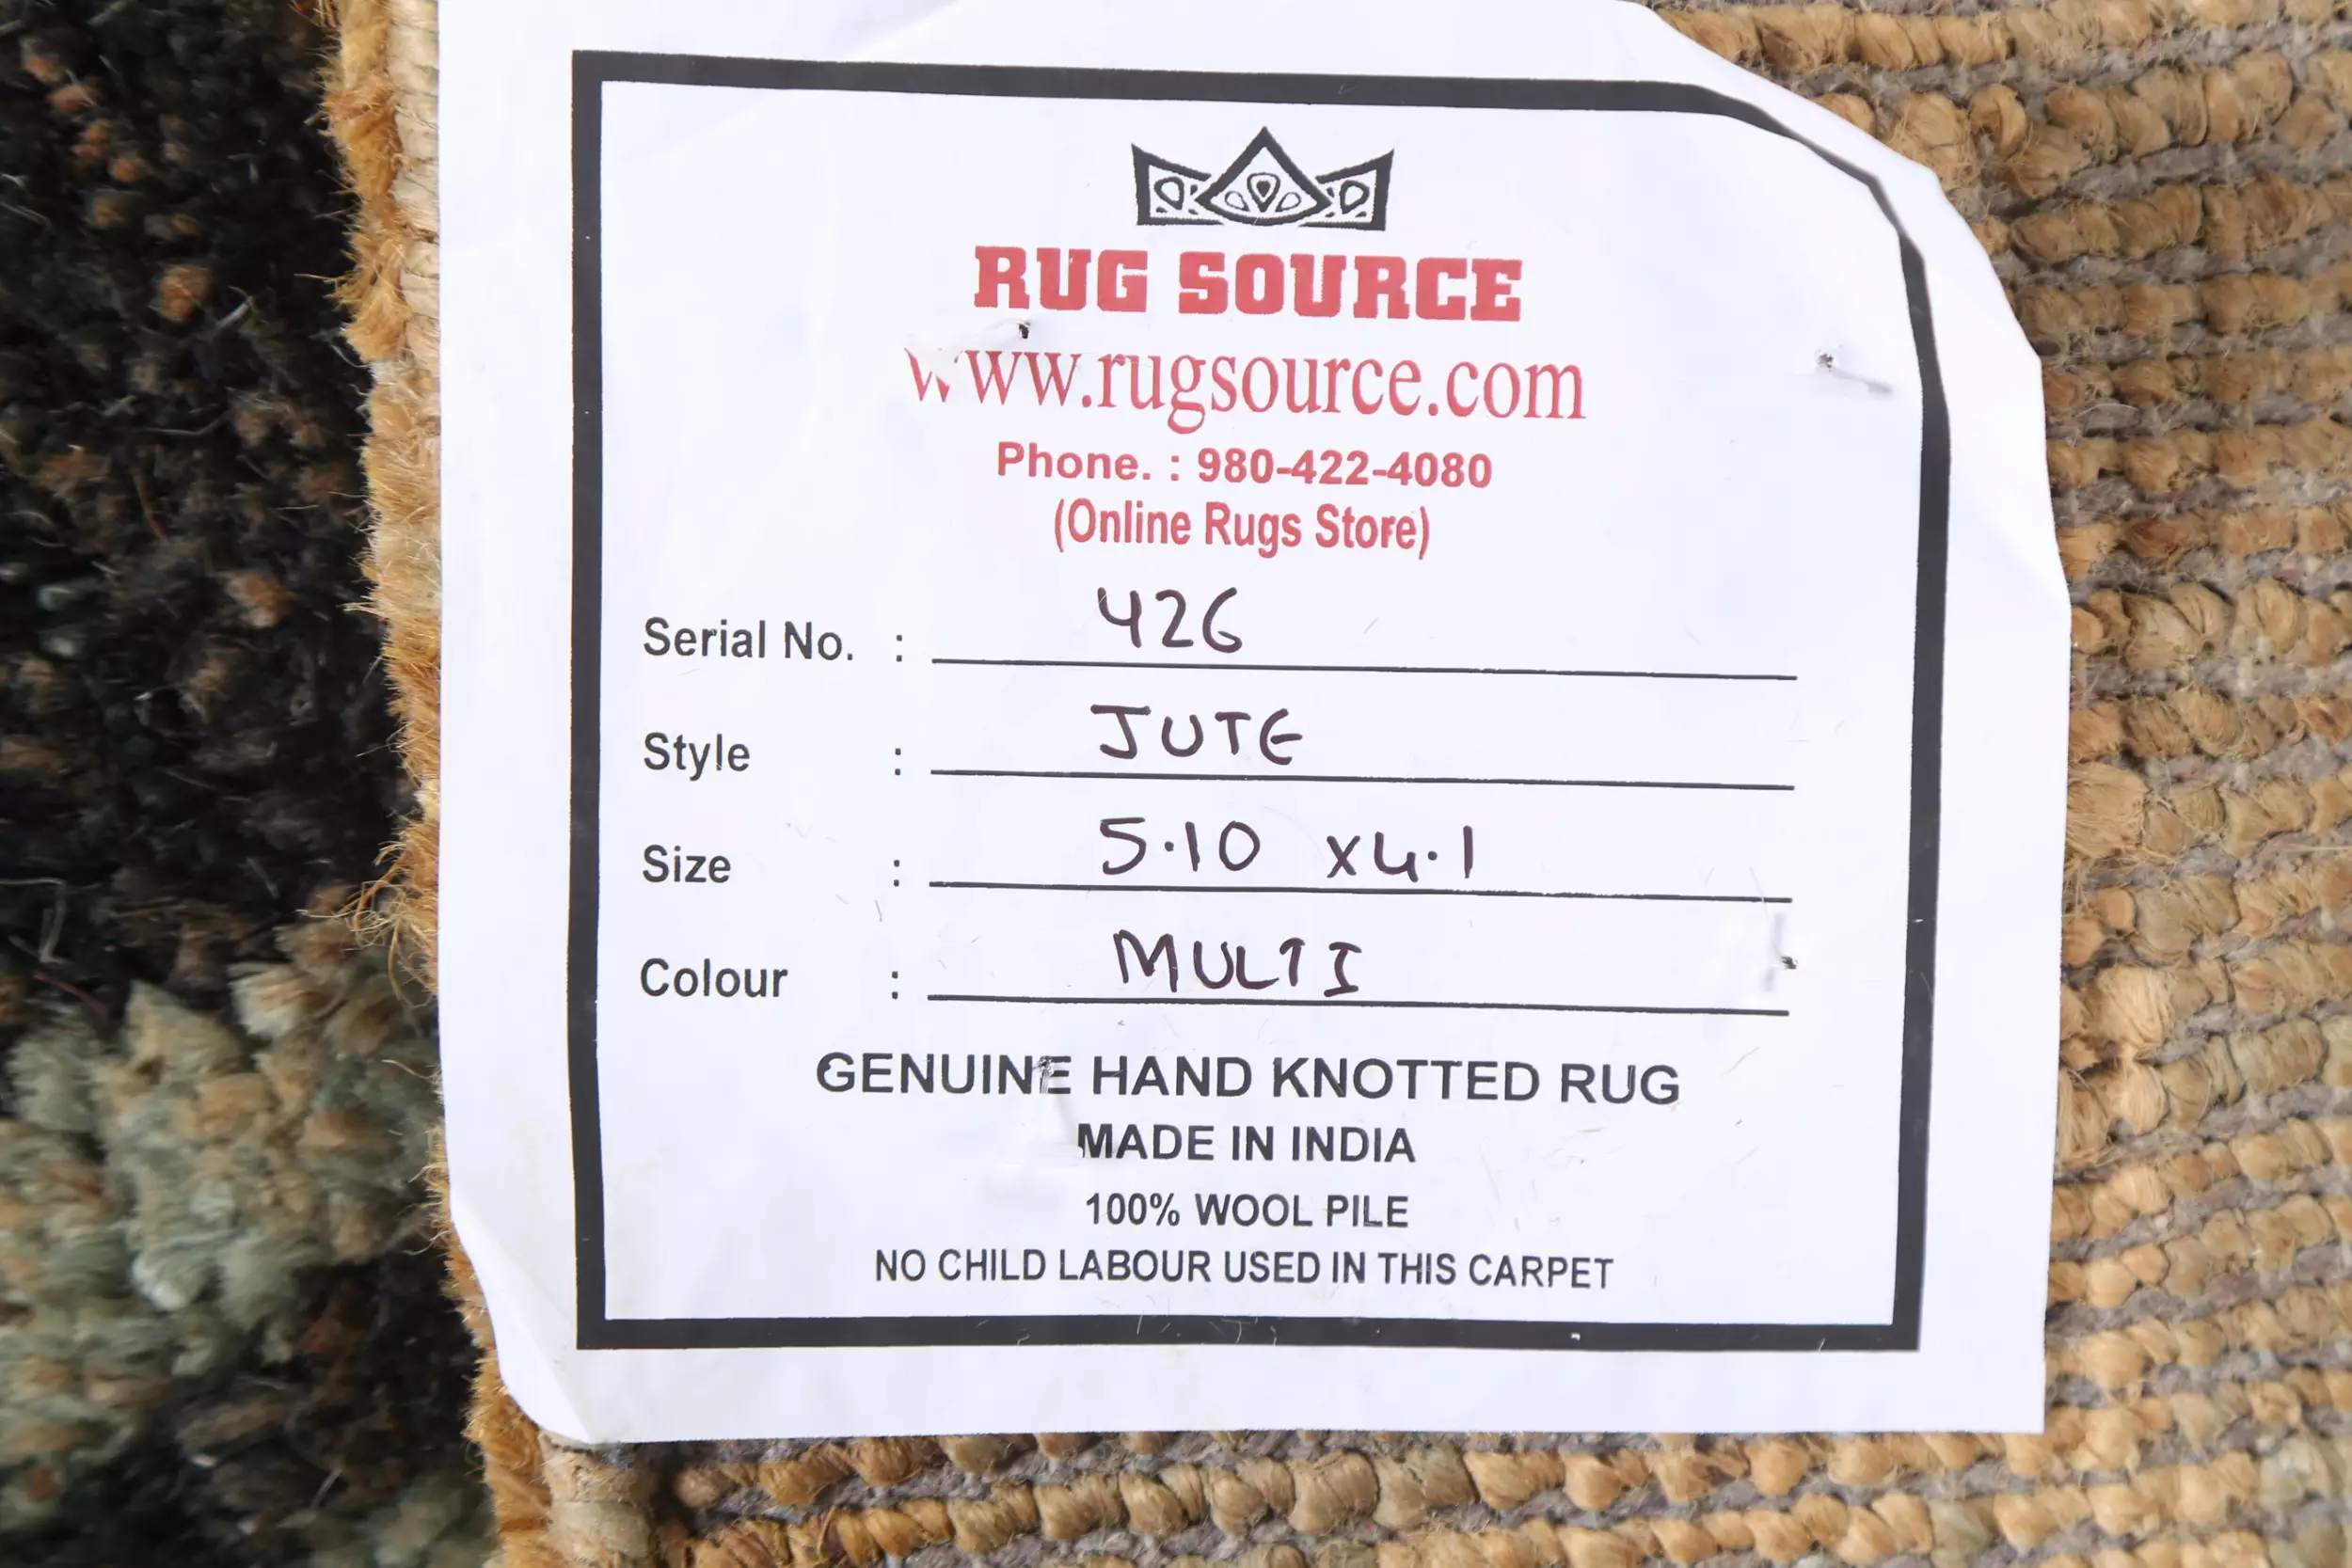 RUG SOURCE
www.rugsource.com
Phone. : 980-422-4080
(Online Rugs Store)
Serial No. : 426
Style : JUTE
Size : 5.10 x 4.1
Colour : MULTI
GENUINE HAND KNOTTED RUG
MADE IN INDIA
100% WOOL PILE
NO CHILD LABOUR USED IN THIS CARPET